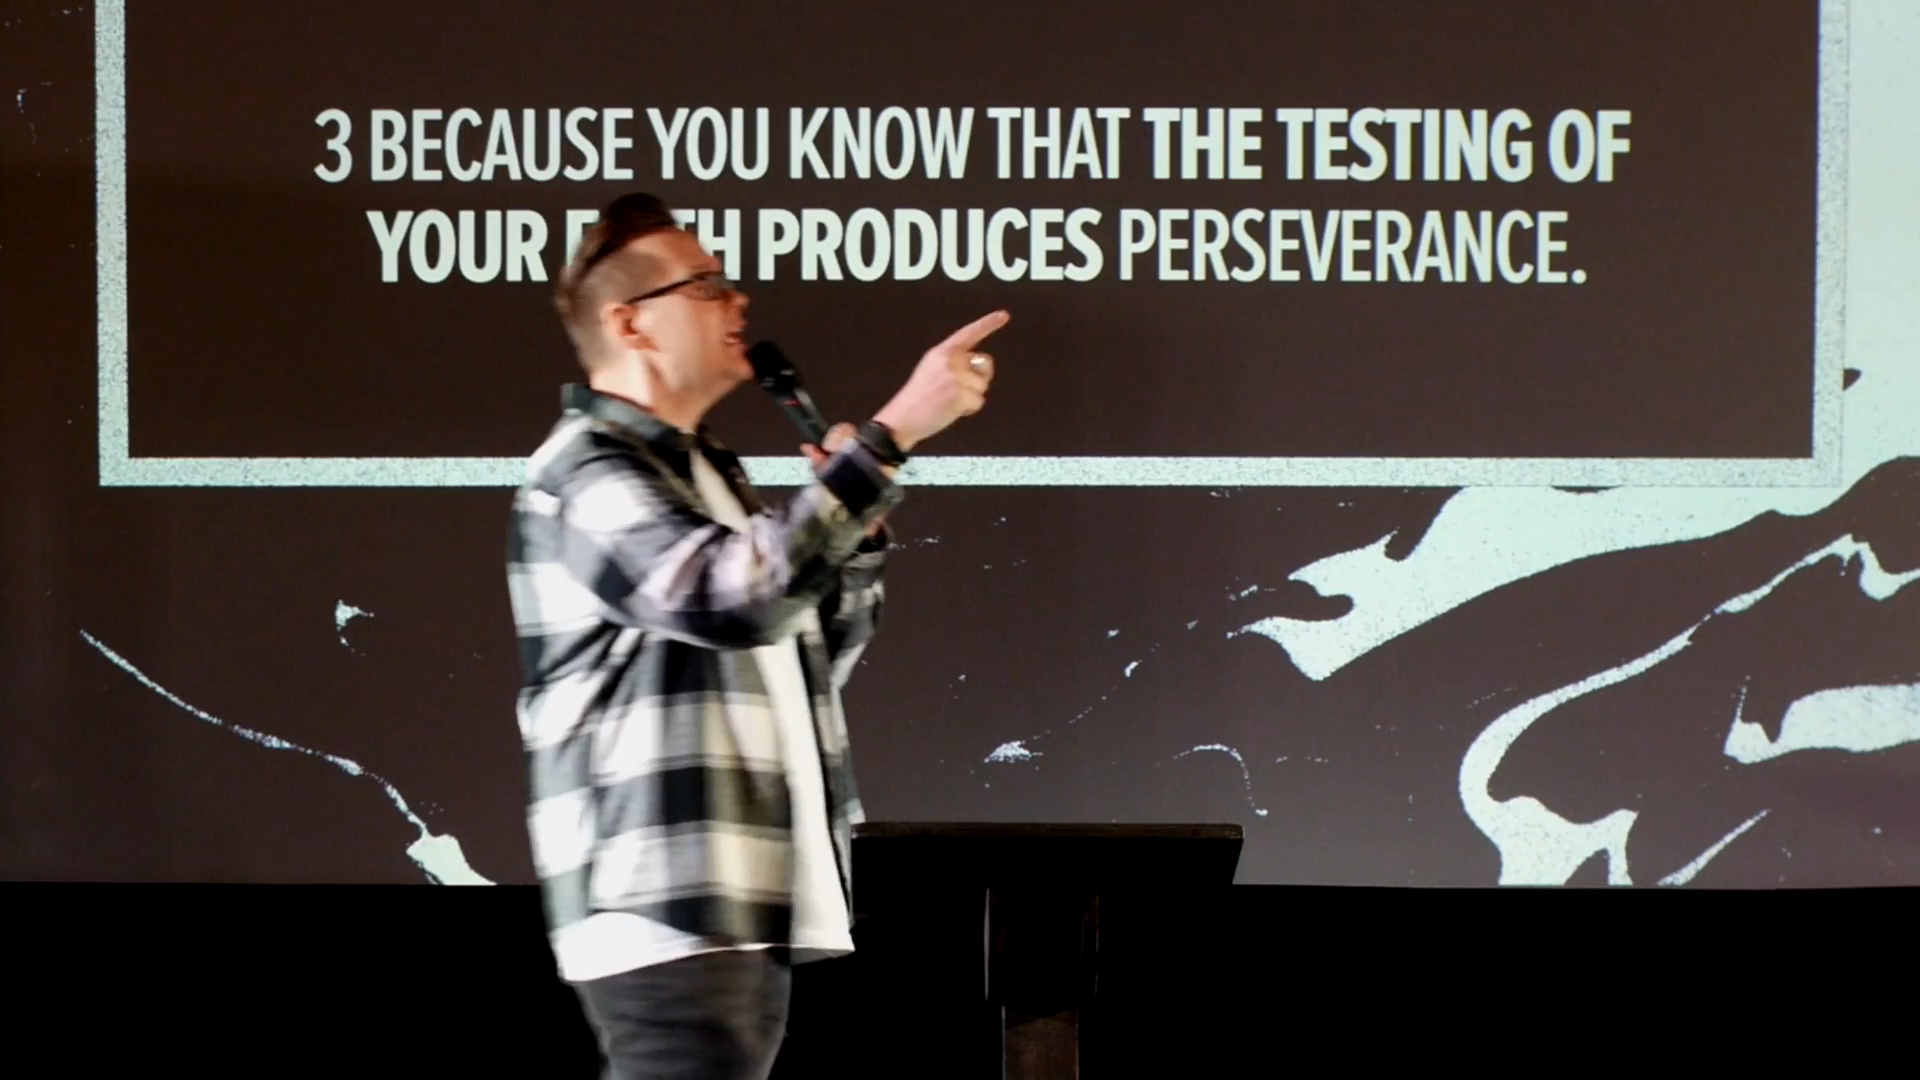 3 BECAUSE YOU KNOW THAT THE TESTING OF
YOUR PRODUCES PERSEVERANCE.